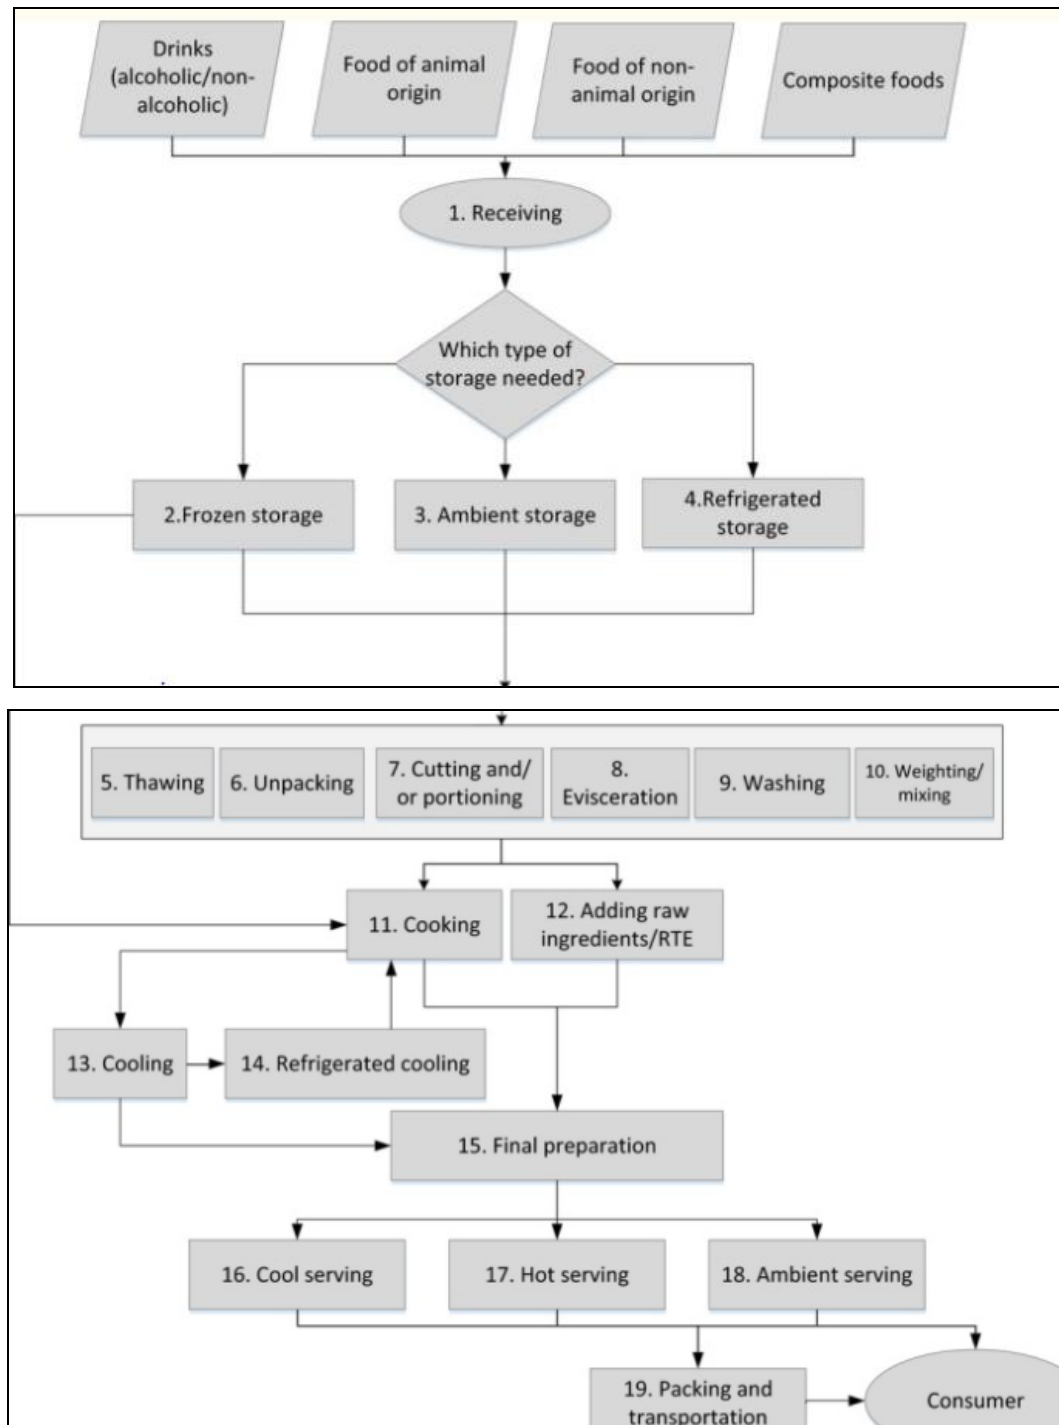 Drinks
(alcoholic/non-
alcoholic)
Food of animal
origin
Food of non-
animal origin
Composite foods
1. Receiving
Which type of
storage needed?
2.Frozen storage
3. Ambient storage
4.Refrigerated
storage
5. Thawing
6. Unpacking
7. Cutting and/
or portioning
8.
Evisceration
9. Washing
10. Weighting/
mixing
11. Cooking
12. Adding raw
ingredients/RTE
13. Cooling
14. Refrigerated cooling
15. Final preparation
16. Cool serving
17. Hot serving
18. Ambient serving
19. Packing and
transportation
Consumer